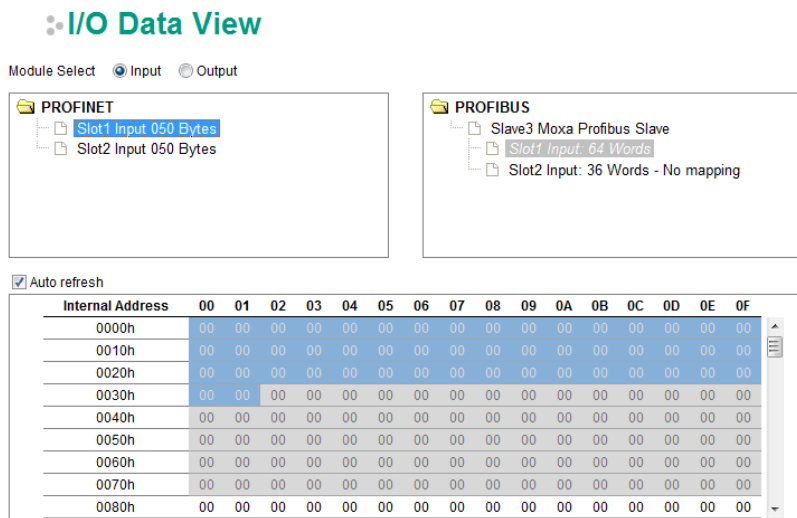 I/O Data View
Module Select Input Output
PROFINET
Slot1 Input 050 Bytes
Slot2 Input 050 Bytes
PROFIBUS
Slave3 Moxa Profibus Slave
Slot1 Input: 64 Words
Slot2 Input: 36 Words - No mapping
Auto refresh
Internal Address 00 01 02 03 04 05 06 07 08 09 0A 0B 0C 0D 0E 0F
0000h 00 00 00 00 00 00 00 00 00 00 00 00 00 00 00 00
0010h 00 00 00 00 00 00 00 00 00 00 00 00 00 00 00 00
0020h 00 00 00 00 00 00 00 00 00 00 00 00 00 00 00 00
0030h 00 00 00 00 00 00 00 00 00 00 00 00 00 00 00 00
0040h 00 00 00 00 00 00 00 00 00 00 00 00 00 00 00 00
0050h 00 00 00 00 00 00 00 00 00 00 00 00 00 00 00 00
0060h 00 00 00 00 00 00 00 00 00 00 00 00 00 00 00 00
0070h 00 00 00 00 00 00 00 00 00 00 00 00 00 00 00 00
0080h 00 00 00 00 00 00 00 00 00 00 00 00 00 00 00 00